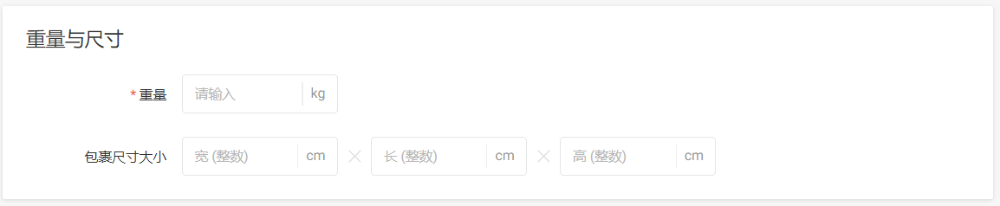 重量与尺寸
* 重量 请输入 kg
包裹尺寸大小 宽 (整数) cm × 长 (整数) cm × 高 (整数) cm